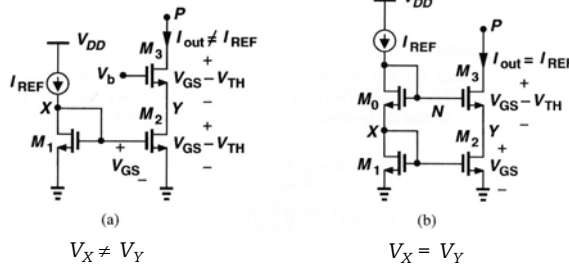 P
V_DD
I_out ≠ I_REF
M_3
+
I_REF
V_b
V_GS − V_TH
−
X
Y
M_2
+
M_1
+
V_GS − V_TH
V_GS
−
−
(a)
V_X ≠ V_Y
P
V_DD
I_REF
I_out = I_REF
M_3
+
M_0
V_GS − V_TH
N
−
X
Y
M_2
+
M_1
V_GS
−
(b)
V_X = V_Y